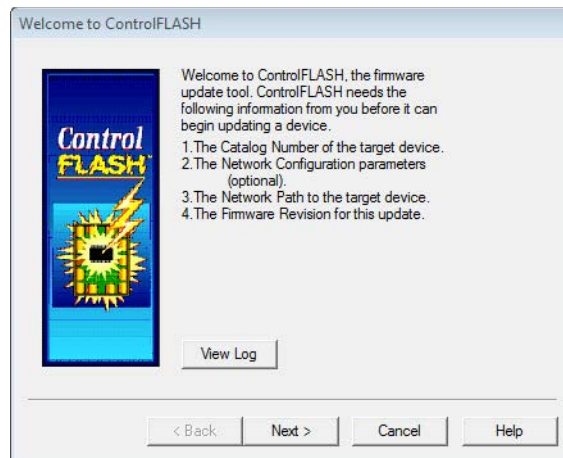 Welcome to ControlFLASH
Control
FLASH
Welcome to ControlFLASH, the firmware
update tool. ControlFLASH needs the
following information from you before it can
begin updating a device.
1.The Catalog Number of the target device.
2.The Network Configuration parameters
(optional).
3.The Network Path to the target device.
4.The Firmware Revision for this update.
View Log
< Back
Next >
Cancel
Help